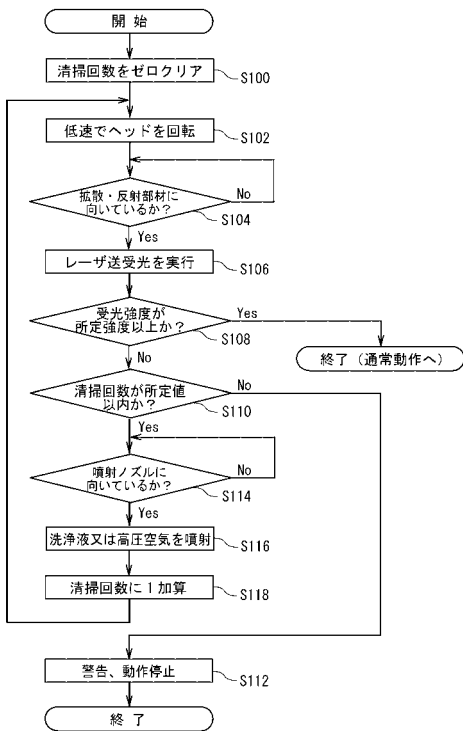 開 始
清掃回数をゼロクリア
S100
低速でヘッドを回転
S102
拡散・反射部材に
向いているか？
No
S104
Yes
レーザ送受光を実行
S106
受光強度が
所定強度以上か？
Yes
S108
終了（通常動作へ）
No
清掃回数が所定値
以内か？
No
S110
Yes
噴射ノズルに
向いているか？
No
S114
Yes
洗浄液又は高圧空気を噴射
S116
清掃回数に１加算
S118
警告、動作停止
S112
終 了